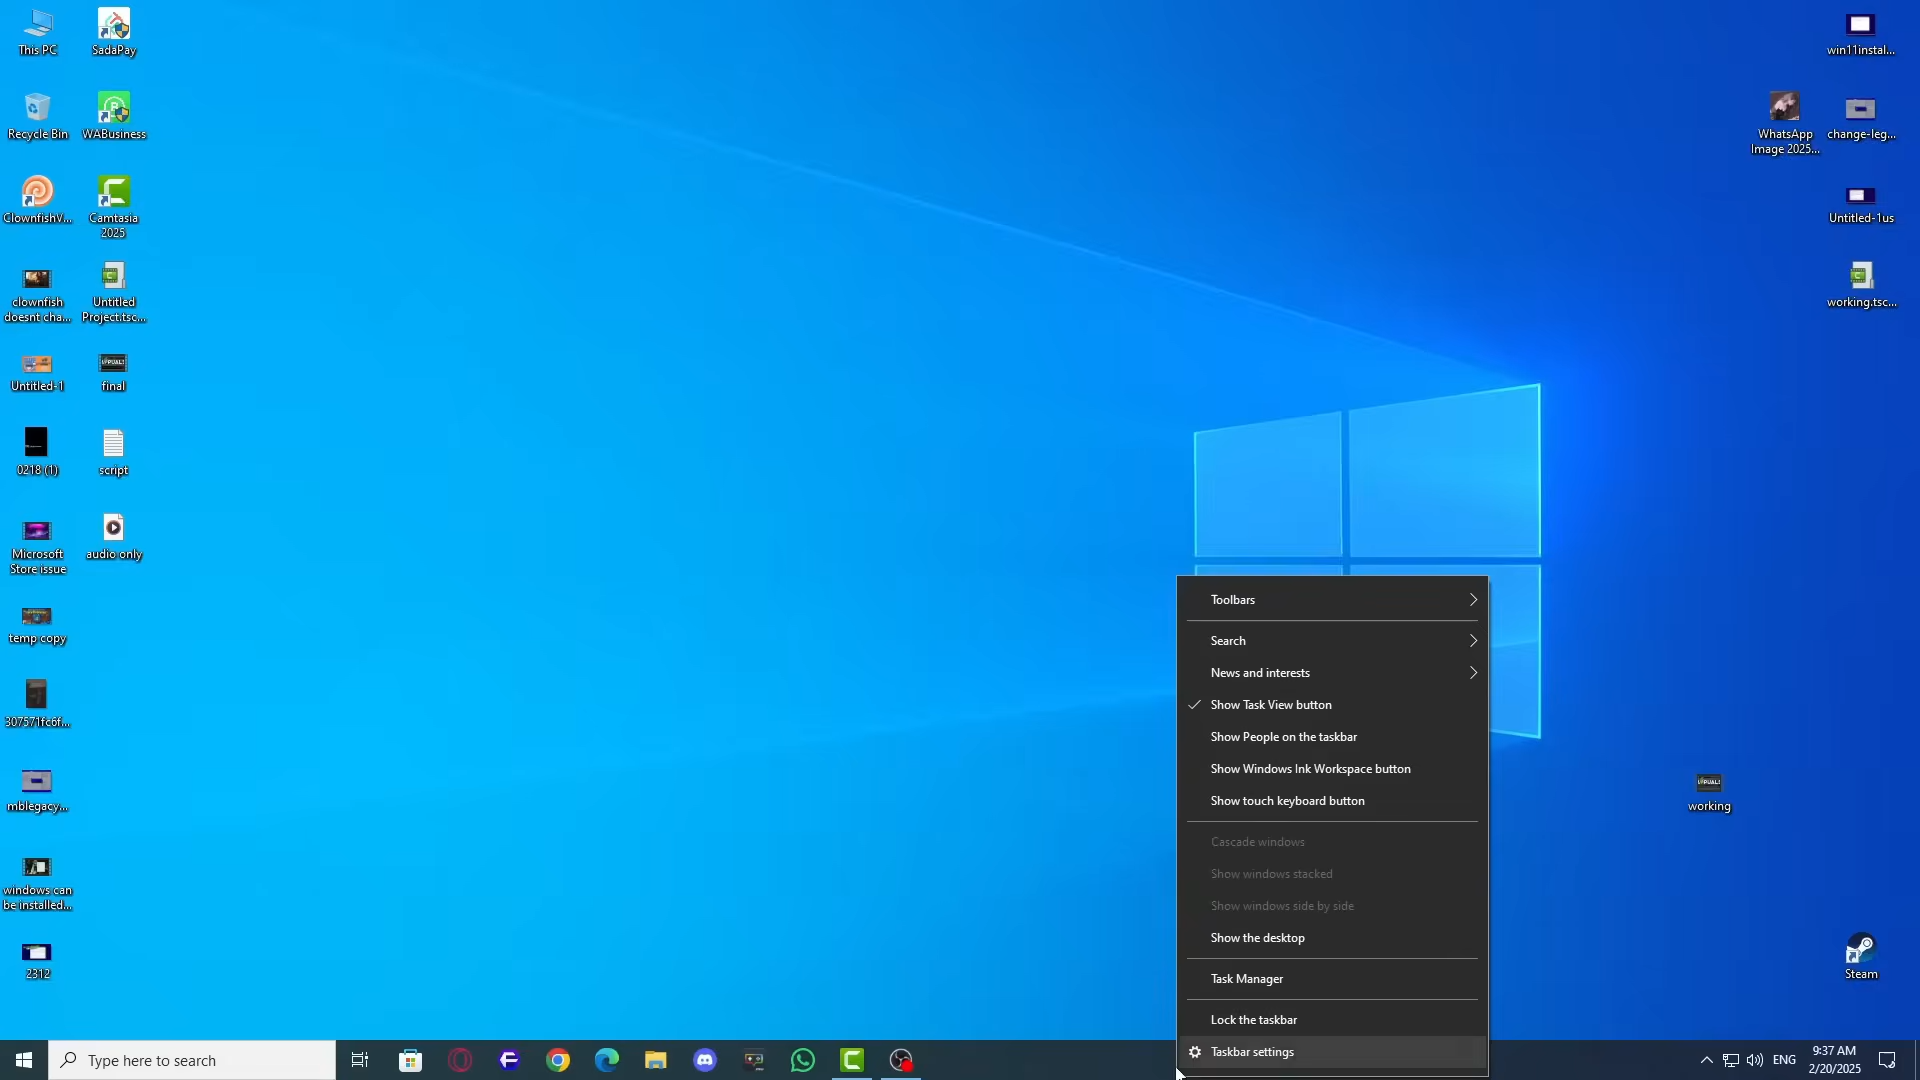 This PC
SadaPay
Recycle Bin
WABusiness
ClownfishV...
Camtasia
2025
clownfish
doesnt cha...
Untitled
Project.tsc...
Untitled-1
final
0218 (1)
script
Microsoft
Store issue
audio only
temp copy
307571fc6f...
mblegacy...
windows can
be installed...
2312
win11instal...
WhatsApp
Image 2025...
change-leg...
Untitled-1us
working.tsc...
working
Steam
Toolbars
Search
News and interests
Show Task View button
Show People on the taskbar
Show Windows Ink Workspace button
Show touch keyboard button
Cascade windows
Show windows stacked
Show windows side by side
Show the desktop
Task Manager
Lock the taskbar
Taskbar settings
Type here to search
ENG
9:37 AM
2/20/2025